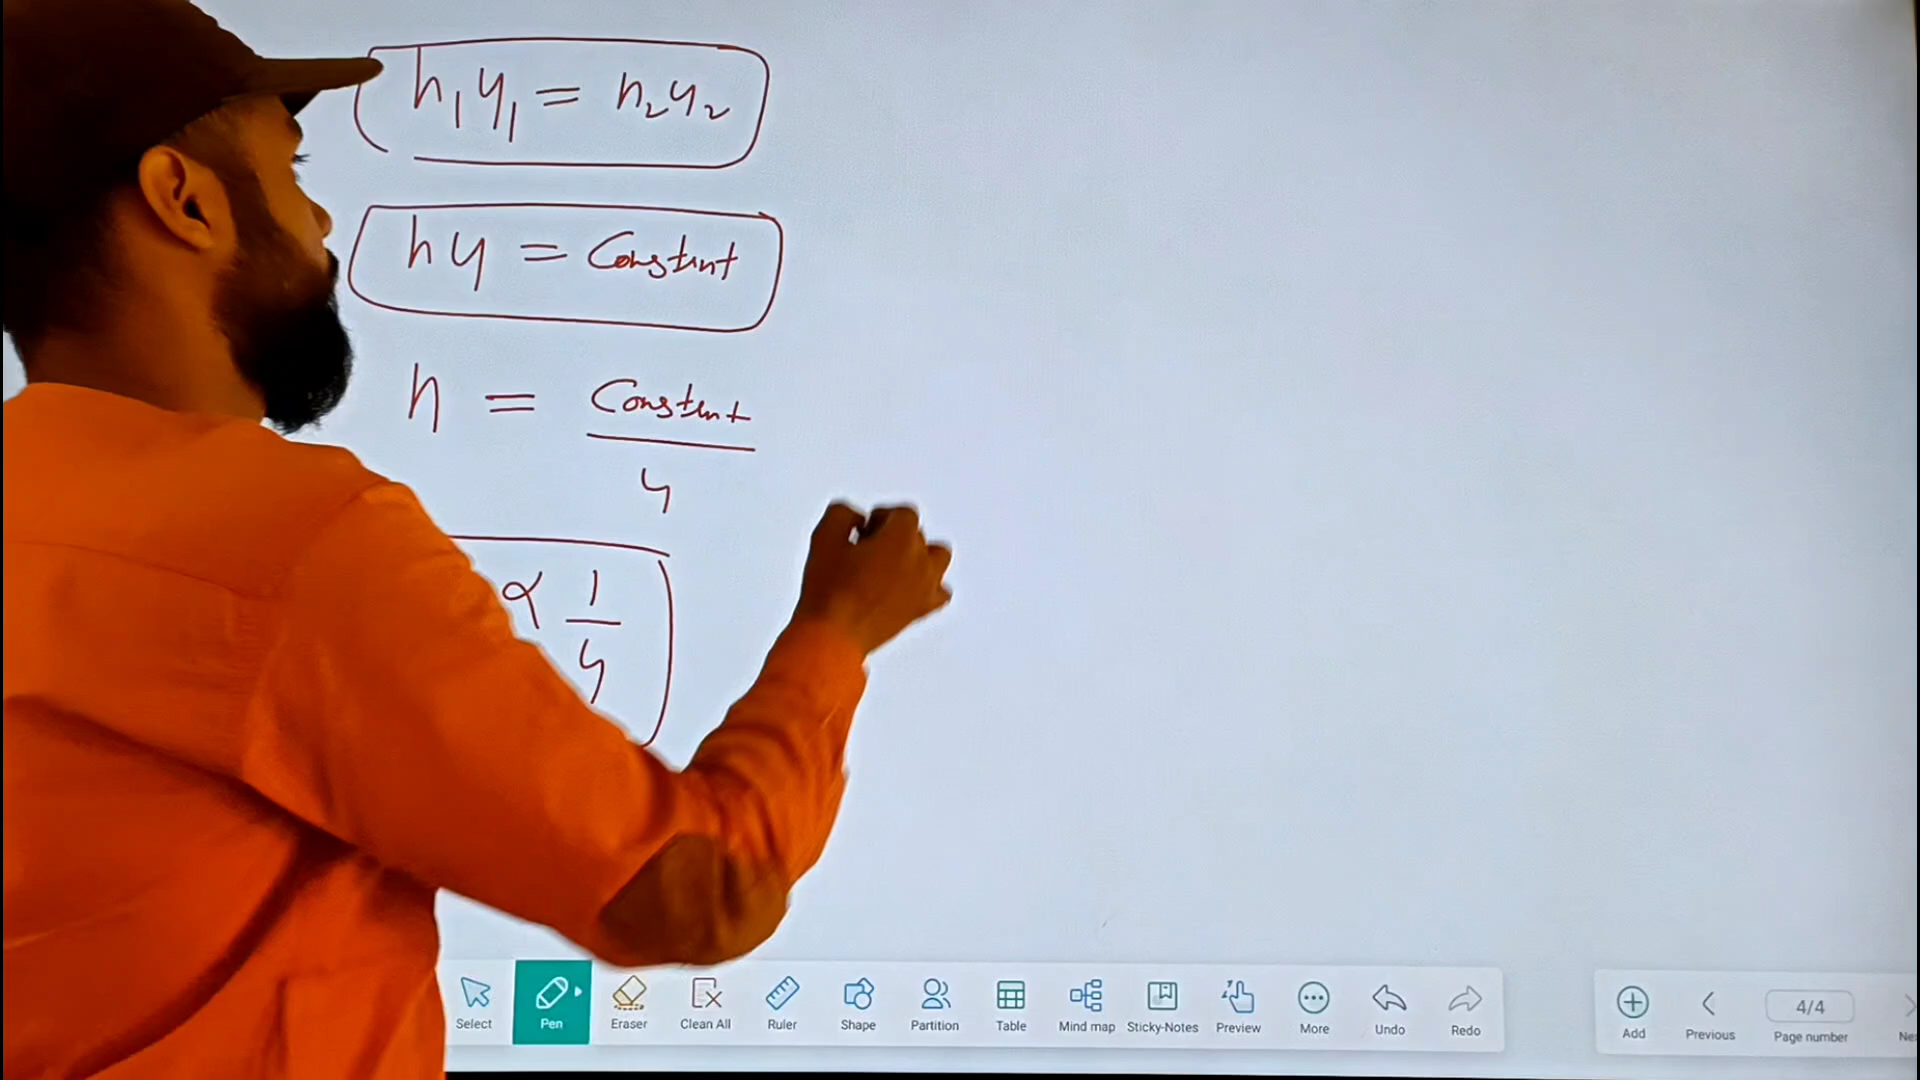 h₁y₁ = h₂y₂
hy = Constant
h = Constant / y
∝ 1 / y
Select Pen Eraser Clean All Ruler Shape Partition Table Mind map Sticky-Notes Preview More Undo Redo
Add Previous 4/4 Page number